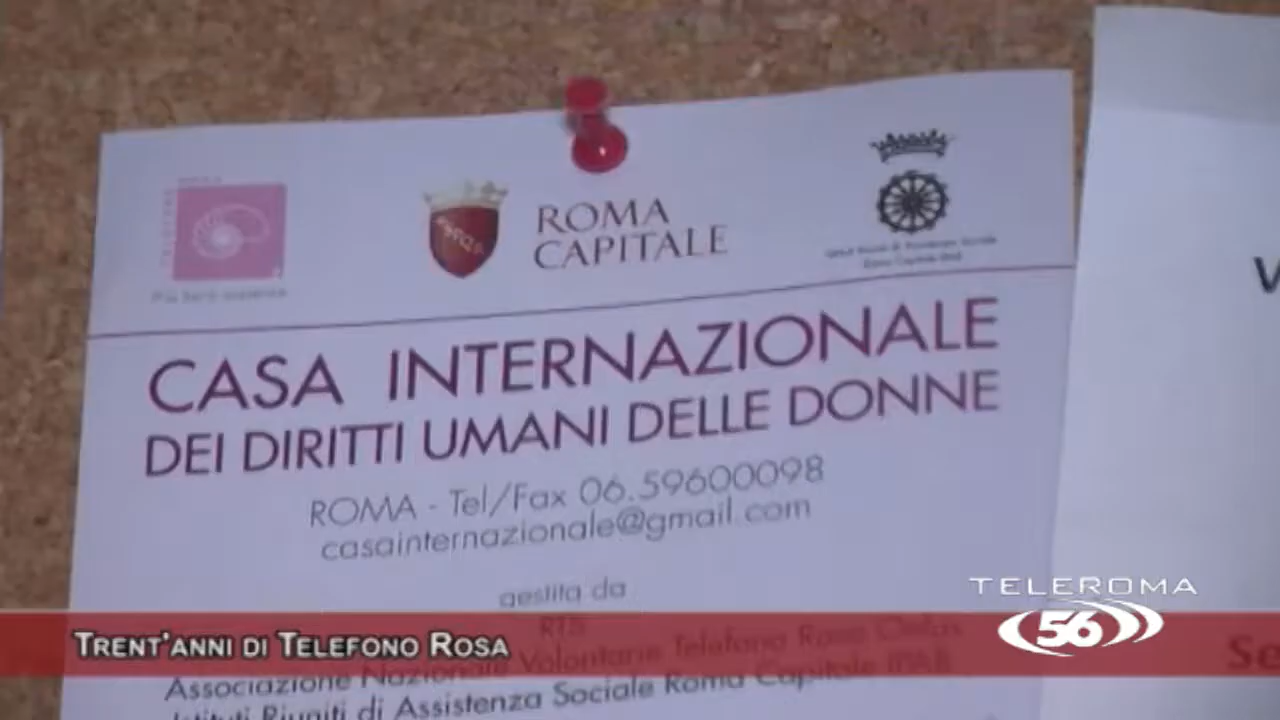 ROMA
CAPITALE
CASA INTERNAZIONALE
DEI DIRITTI UMANI DELLE DONNE
ROMA - Tel/Fax 06.59600098
casainternazionale@gmail.com
gestita da
Associazione Nazionale Volontarie Telefono Rosa
Istituti Riuniti di Assistenza Sociale Roma Capitale
TELEROMA
56
TRENT'ANNI DI TELEFONO ROSA
Se